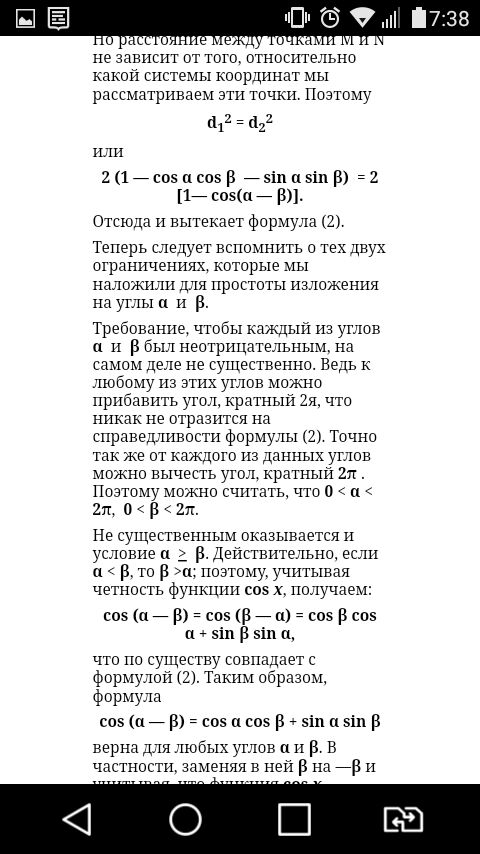 7:38
Но расстояние между точками M и N
не зависит от того, относительно
какой системы координат мы
рассматриваем эти точки. Поэтому
d₁² = d₂²
или
2 (1 — cos α cos β — sin α sin β) = 2
[1— cos(α — β)].
Отсюда и вытекает формула (2).
Теперь следует вспомнить о тех двух
ограничениях, которые мы
наложили для простоты изложения
на углы α и β.
Требование, чтобы каждый из углов
α и β был неотрицательным, на
самом деле не существенно. Ведь к
любому из этих углов можно
прибавить угол, кратный 2я, что
никак не отразится на
справедливости формулы (2). Точно
так же от каждого из данных углов
можно вычесть угол, кратный 2π .
Поэтому можно считать, что 0 < α <
2π, 0 < β < 2π.
Не существенным оказывается и
условие α > β. Действительно, если
α < β, то β >α; поэтому, учитывая
четность функции cos x, получаем:
cos (α — β) = cos (β — α) = cos β cos
α + sin β sin α,
что по существу совпадает с
формулой (2). Таким образом,
формула
cos (α — β) = cos α cos β + sin α sin β
верна для любых углов α и β. В
частности, заменяя в ней β на —β и
учитывая, что функция cos x